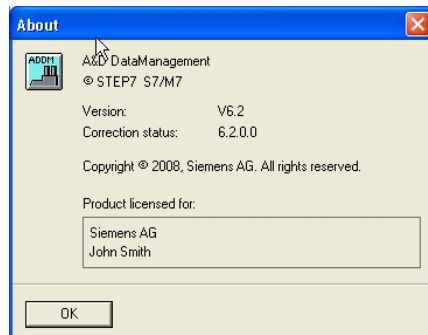 About
ADDM
A&D DataManagement
© STEP7 S7/M7
Version: V6.2
Correction status: 6.2.0.0
Copyright © 2008, Siemens AG. All rights reserved.
Product licensed for:
Siemens AG
John Smith
OK